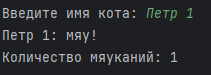 Введите имя кота: Петр 1
Петр 1: мяу!
Количество мяуканий: 1